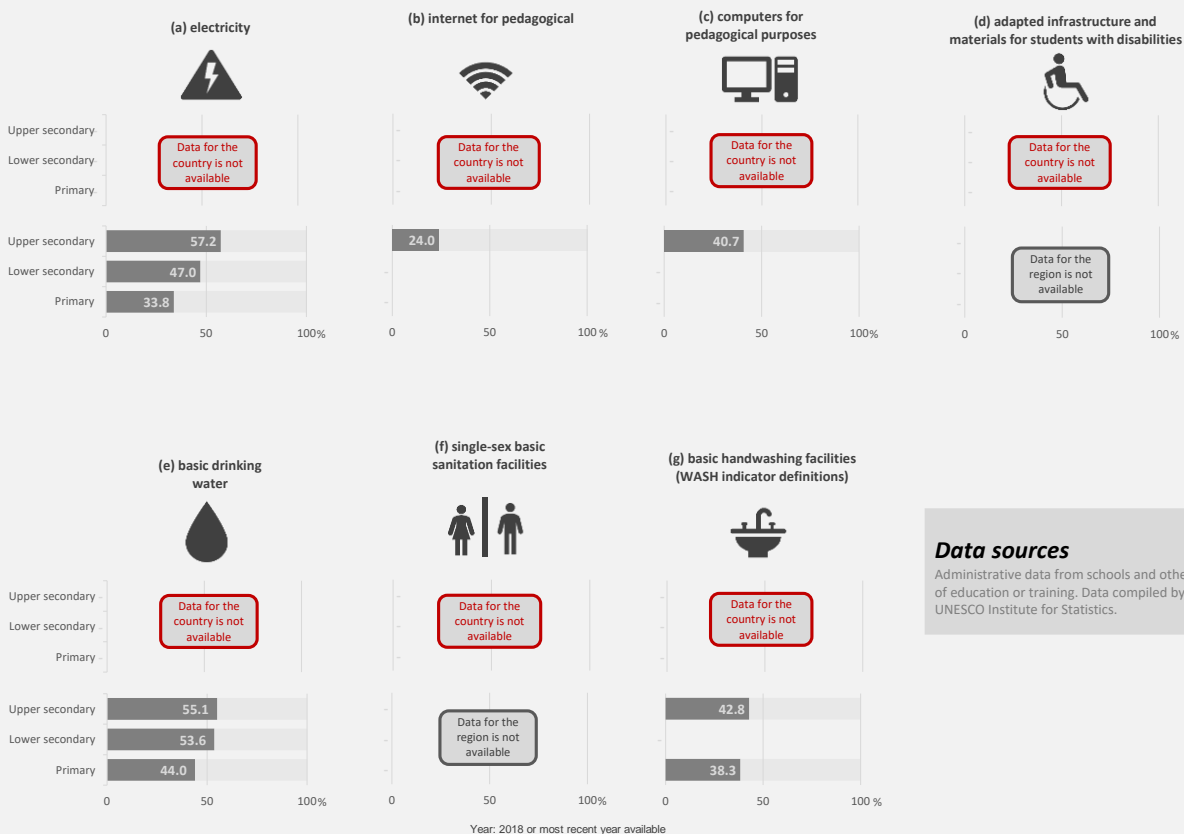 (a) electricity
(b) internet for pedagogical
(c) computers for
pedagogical purposes
(d) adapted infrastructure and
materials for students with disabilities
Upper secondary
Lower secondary
Primary
Data for the
country is not
available
Data for the
country is not
available
Data for the
country is not
available
Data for the
country is not
available
Upper secondary
57.2
Lower secondary
47.0
Primary
33.8
0 50 100%
24.0
0 50 100%
40.7
0 50 100%
Data for the
region is not
available
0 50 100%
(e) basic drinking
water
(f) single-sex basic
sanitation facilities
(g) basic handwashing facilities
(WASH indicator definitions)
Data sources
Administrative data from schools and othe
of education or training. Data compiled by
UNESCO Institute for Statistics.
Upper secondary
Lower secondary
Primary
Data for the
country is not
available
Data for the
country is not
available
Data for the
country is not
available
Upper secondary
55.1
Lower secondary
53.6
Primary
44.0
0 50 100%
Data for the
region is not
available
0 50 100%
42.8
38.3
0 50 100 %
Year: 2018 or most recent year available